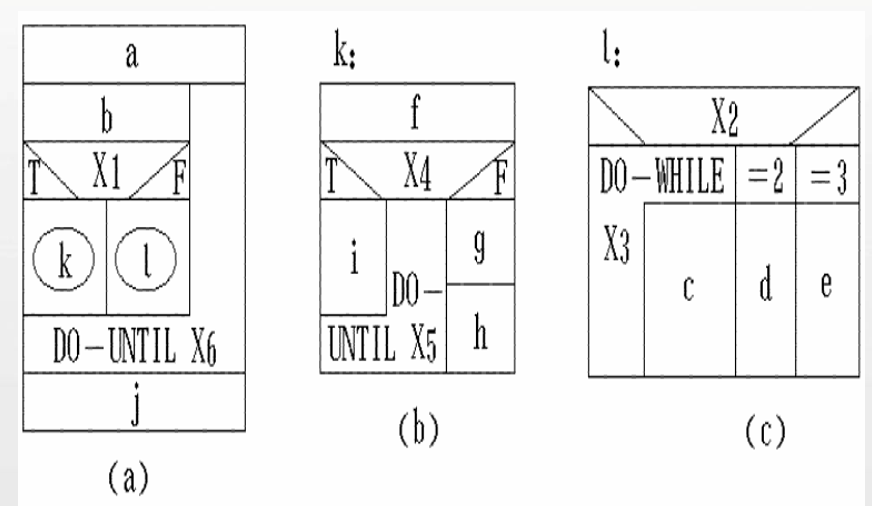 a
b
T X1 F
k l
DO-UNTIL X6
j
(a)
k:
f
T X4 F
i
g
DO-
UNTIL X5
h
(b)
l:
X2
DO-WHILE =2 =3
X3
c d e
(c)